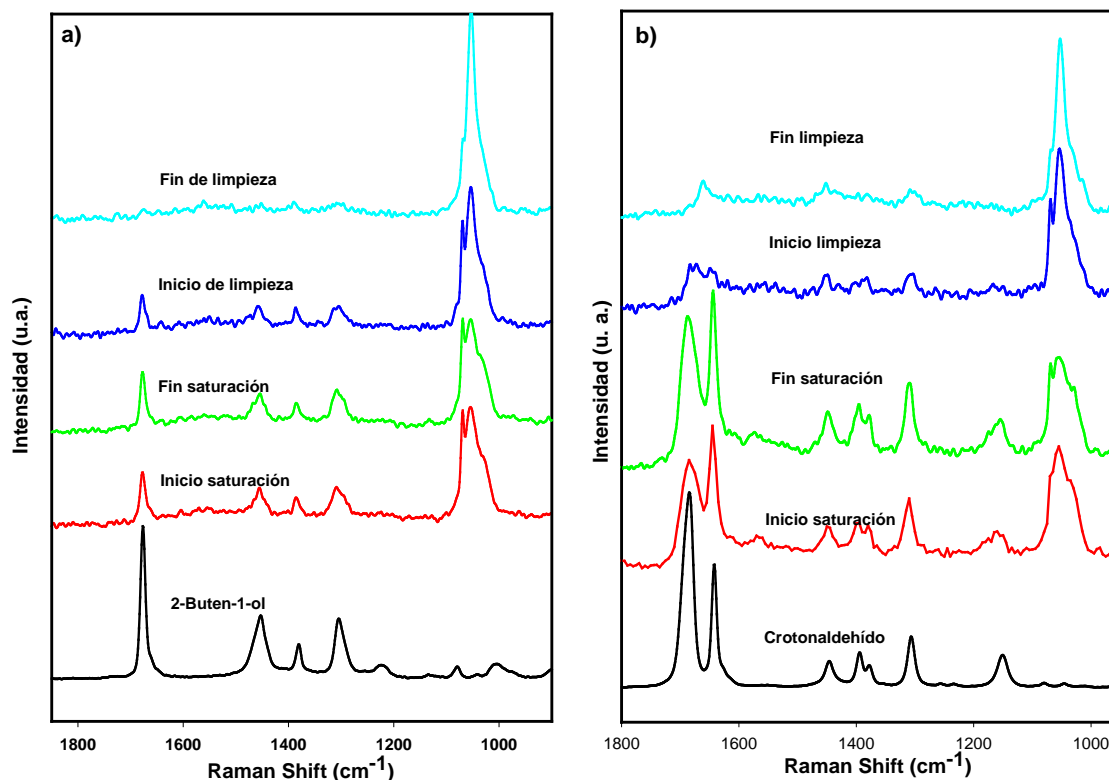 a)
Fin de limpieza
Inicio de limpieza
Fin saturación
Inicio saturación
2-Buten-1-ol
Intensidad (u.a.)
1800 1600 1400 1200 1000
Raman Shift (cm-1)
b)
Fin limpieza
Inicio limpieza
Fin saturación
Inicio saturación
Crotonaldehído
Intensidad (u. a.)
1800 1600 1400 1200 1000
Raman Shift (cm-1)